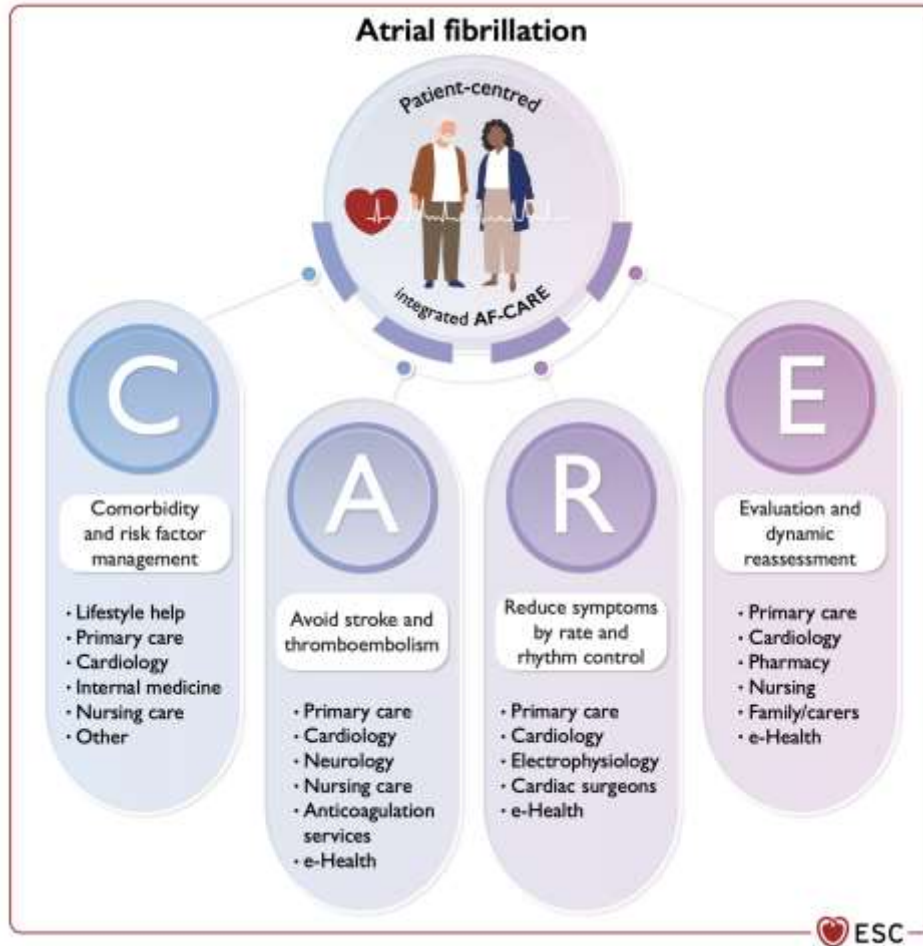 Atrial fibrillation
Patient-centred
integrated AF-CARE
C
Comorbidity
and risk factor
management
• Lifestyle help
• Primary care
• Cardiology
• Internal medicine
• Nursing care
• Other
A
Avoid stroke and
thromboembolism
• Primary care
• Cardiology
• Neurology
• Nursing care
• Anticoagulation
services
• e-Health
R
Reduce symptoms
by rate and
rhythm control
• Primary care
• Cardiology
• Electrophysiology
• Cardiac surgeons
• e-Health
E
Evaluation and
dynamic
reassessment
• Primary care
• Cardiology
• Pharmacy
• Nursing
• Family/carers
• e-Health
ESC